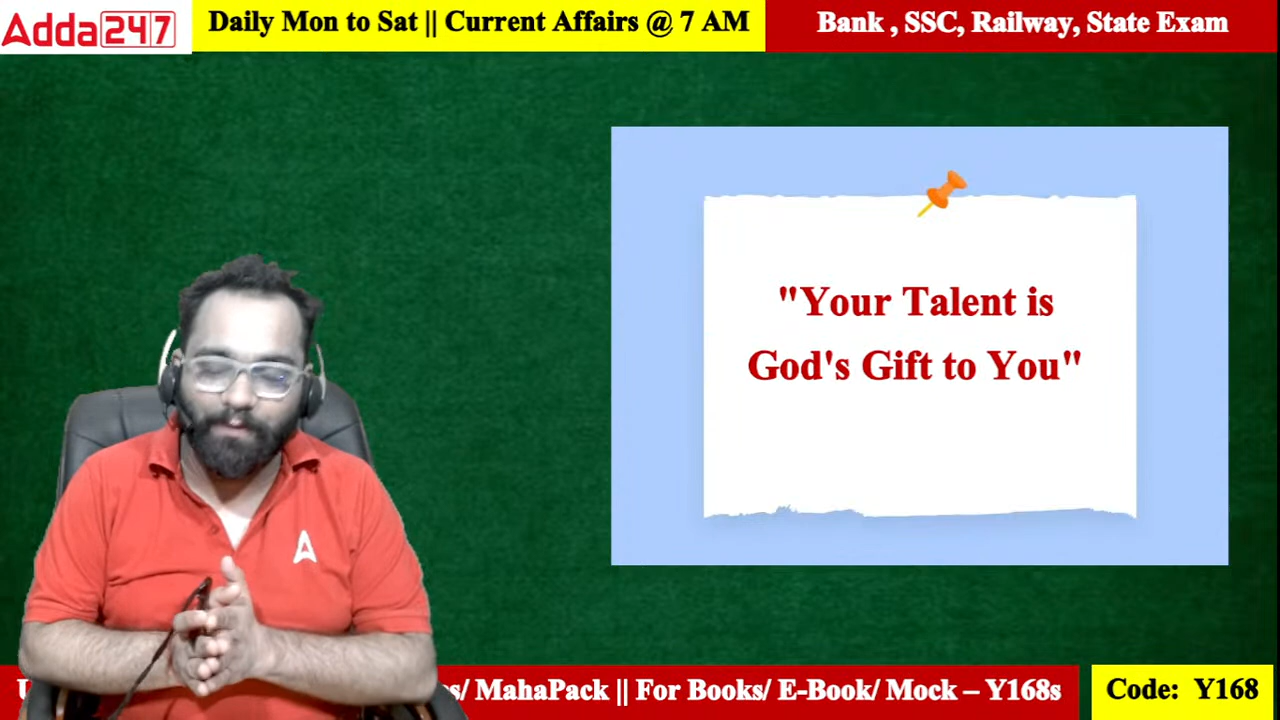 Adda247
Daily Mon to Sat || Current Affairs @ 7 AM
Bank , SSC, Railway, State Exam
"Your Talent is
God's Gift to You"
/ MahaPack || For Books/ E-Book/ Mock – Y168s
Code: Y168